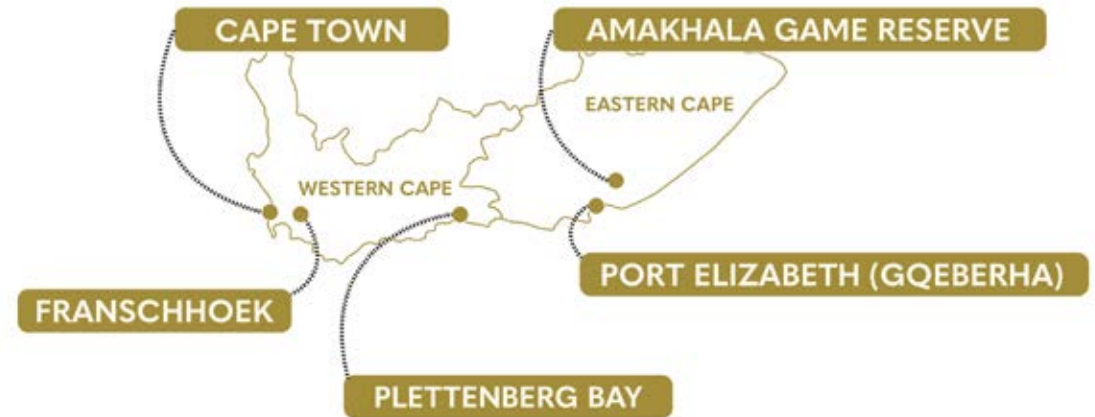 CAPE TOWN
AMAKHALA GAME RESERVE
EASTERN CAPE
WESTERN CAPE
PORT ELIZABETH (GQEBERHA)
FRANSCHHOEK
PLETTENBERG BAY